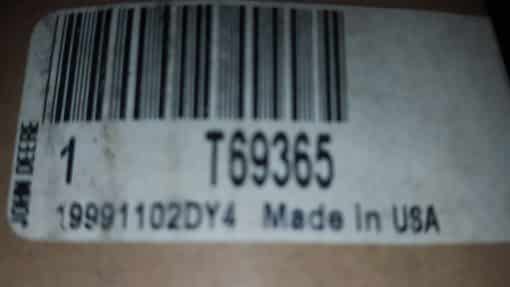 JOHN DEERE
1 T69365
19991102DY4 Made in USA